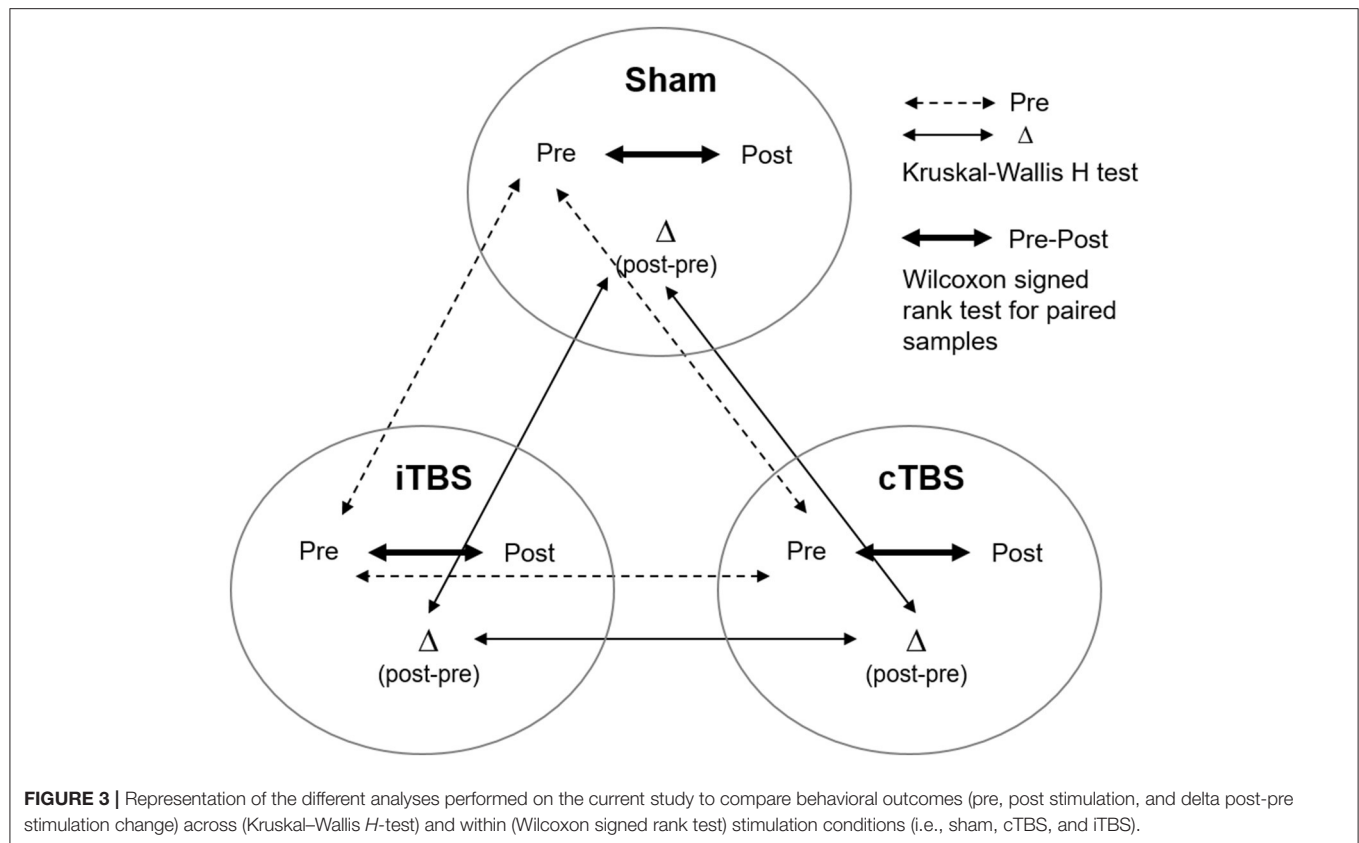 Sham
Pre
Post
Δ
(post-pre)
Pre
Δ
Kruskal-Wallis H test
Pre-Post
Wilcoxon signed
rank test for paired
samples
iTBS
Pre
Post
Δ
(post-pre)
cTBS
Pre
Post
Δ
(post-pre)
FIGURE 3 | Representation of the different analyses performed on the current study to compare behavioral outcomes (pre, post stimulation, and delta post-pre
stimulation change) across (Kruskal–Wallis H-test) and within (Wilcoxon signed rank test) stimulation conditions (i.e., sham, cTBS, and iTBS).